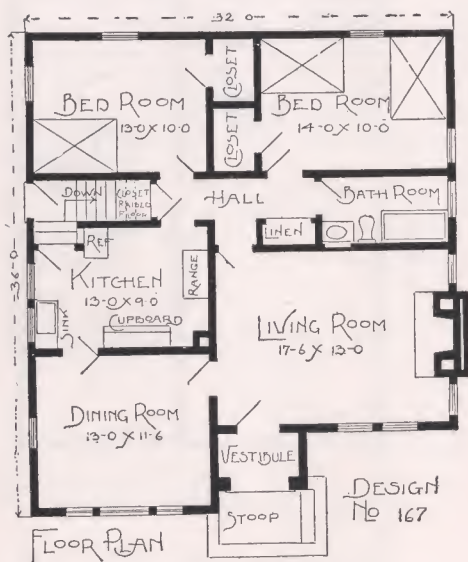 32-0
36-0
BED ROOM
13-0 X 10-0
CLOSET
CLOSET
BED ROOM
14-0 X 10-0
DOWN
CLOSET
RAISED
FLOOR
HALL
BATH ROOM
LINEN
REF
KITCHEN
13-0 X 9-0
RANGE
SINK
CUPBOARD
LIVING ROOM
17-6 X 13-0
DINING ROOM
13-0 X 11-6
VESTIBULE
STOOP
DESIGN
No 167
FLOOR PLAN